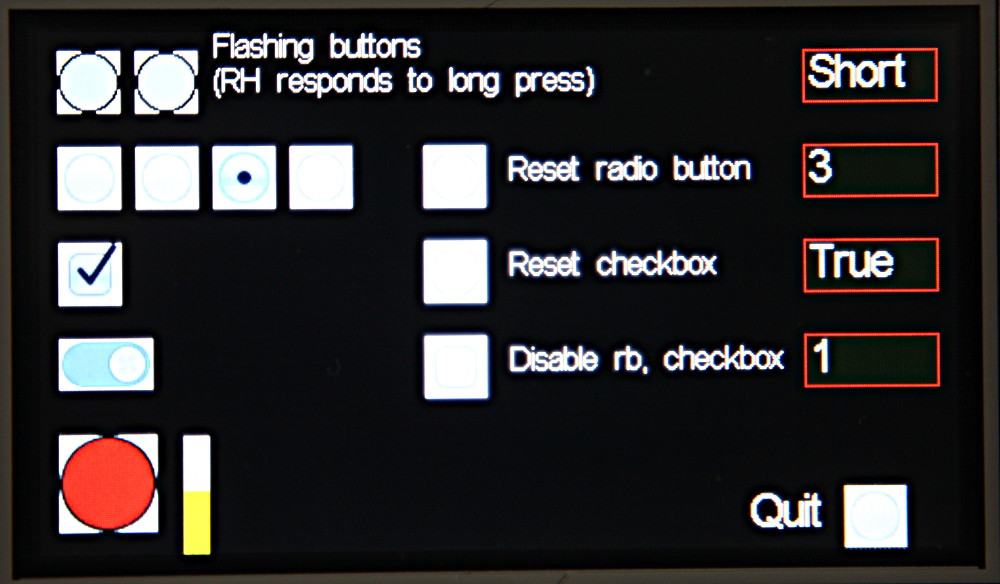 Flashing buttons
(RH responds to long press)
Short
Reset radio button
3
Reset checkbox
True
Disable rb, checkbox
1
Quit